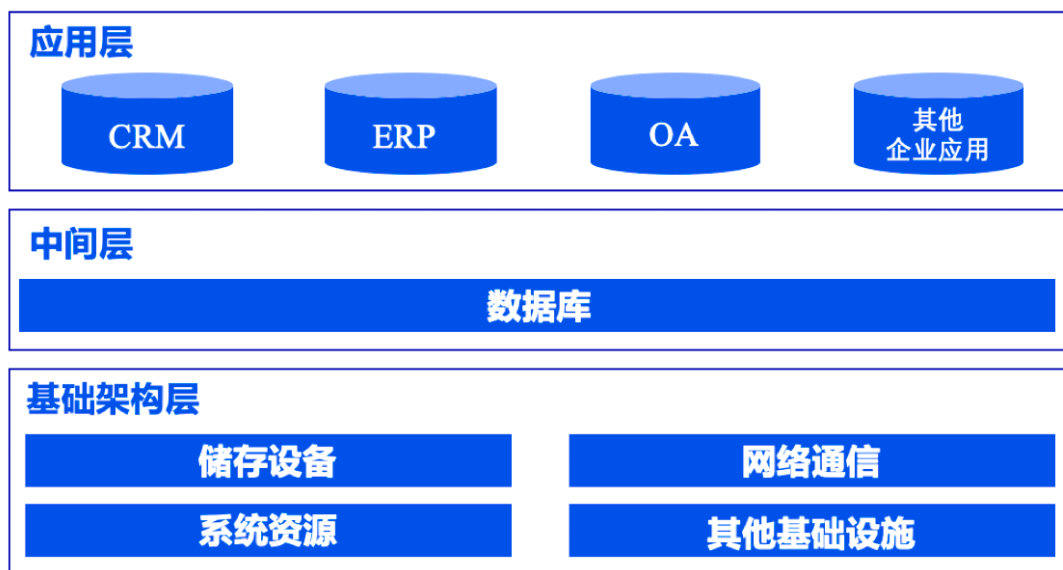 应用层
CRM
ERP
OA
其他
企业应用
中间层
数据库
基础架构层
储存设备
网络通信
系统资源
其他基础设施